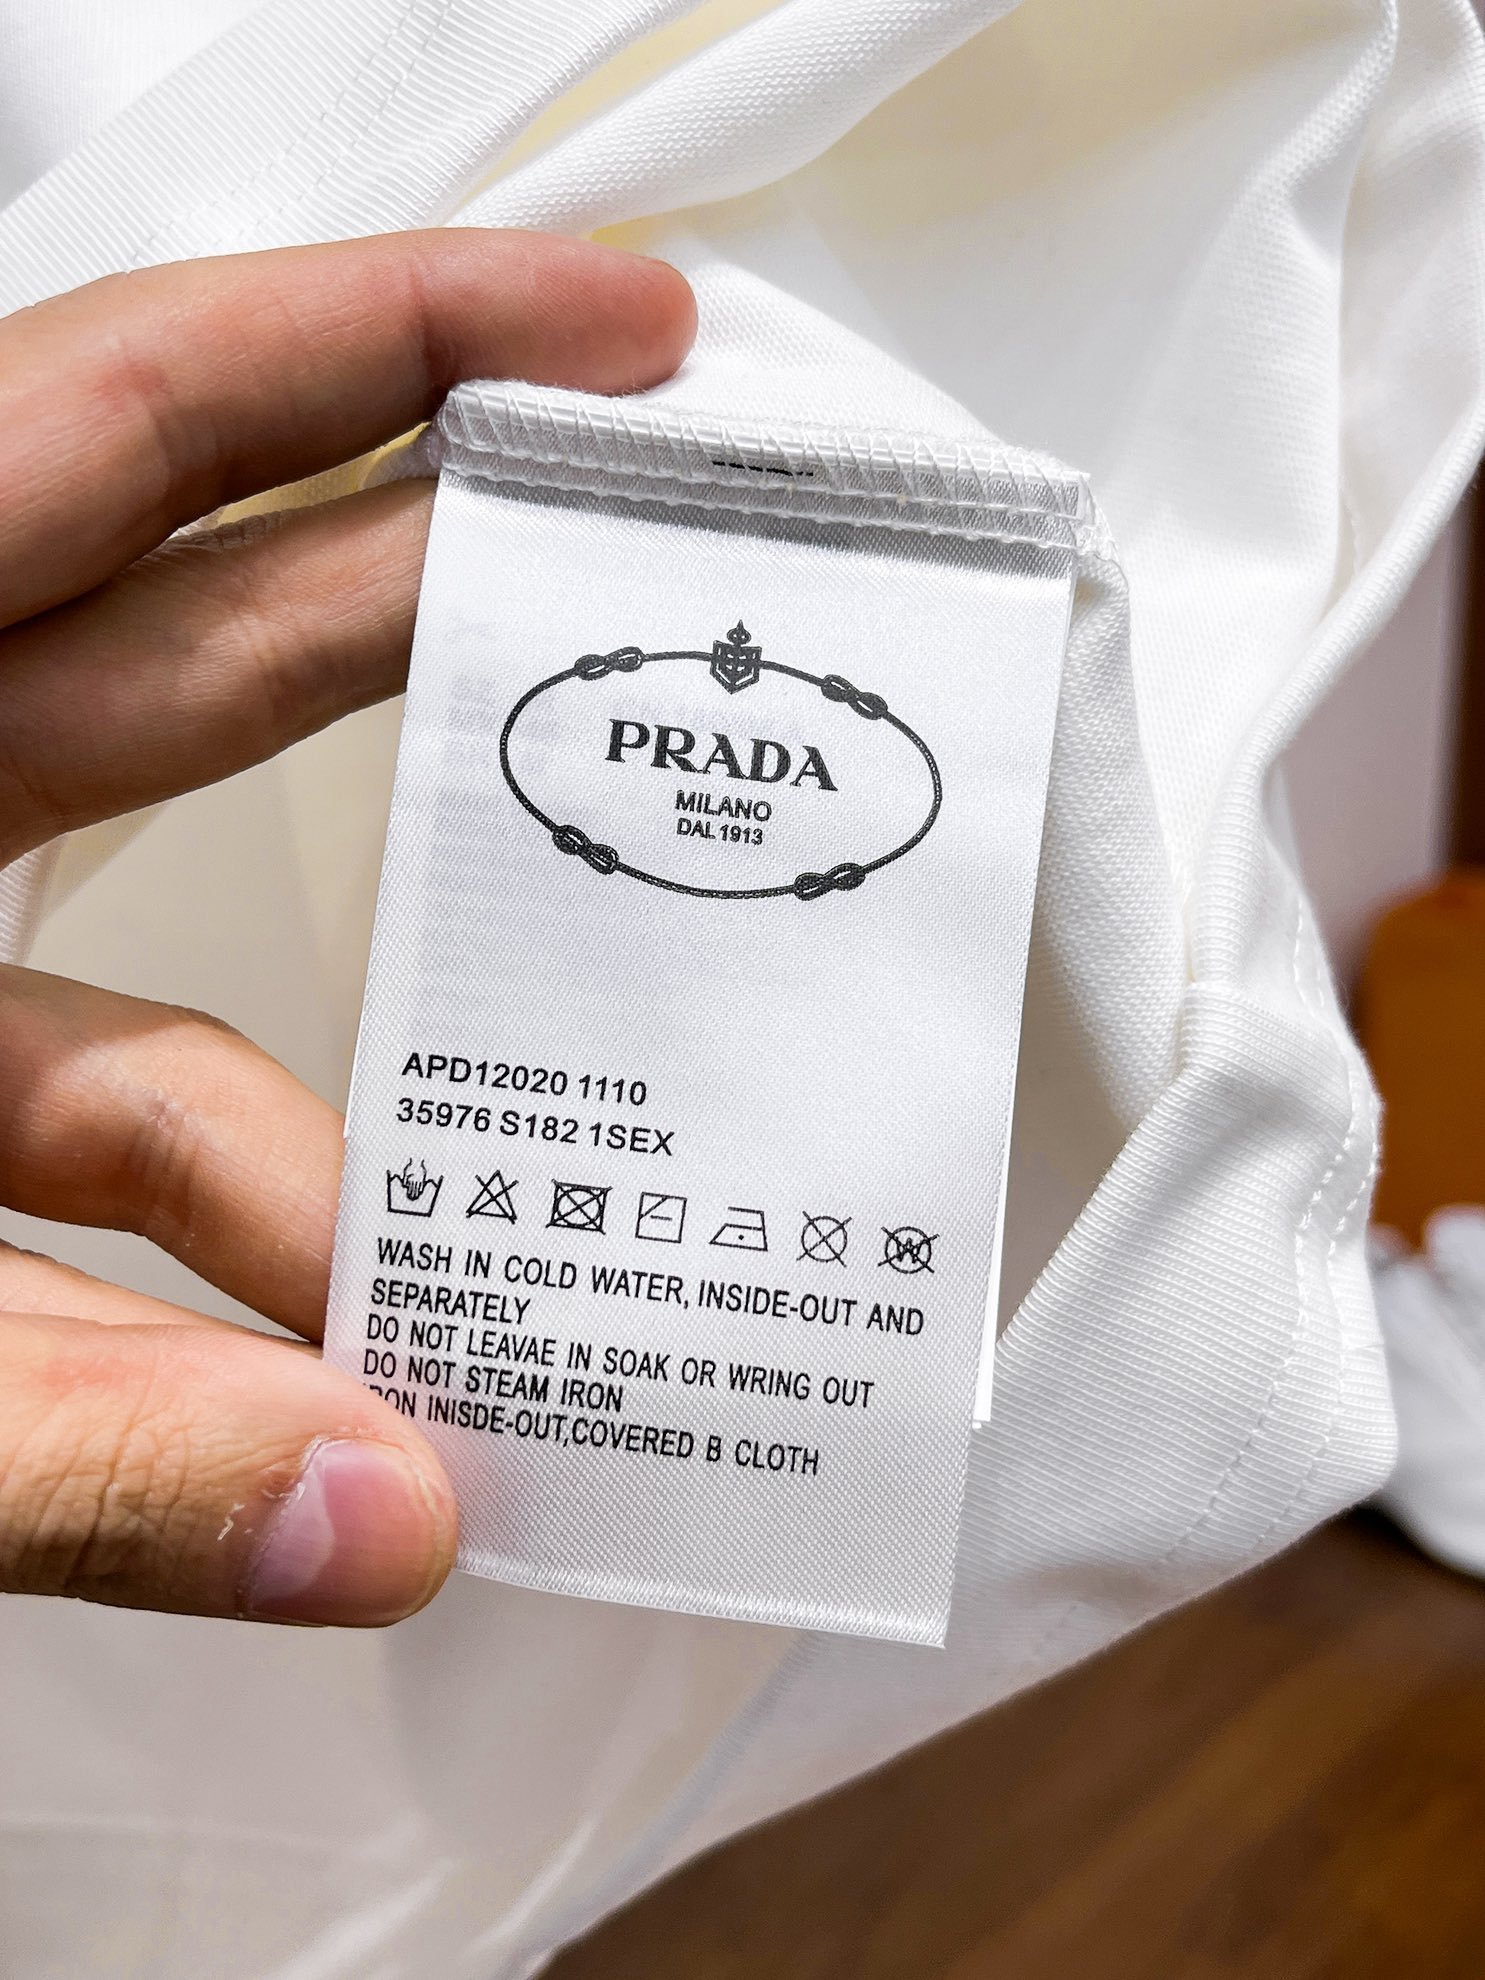 PRADA
MILANO
DAL 1913
APD12020 1110
35976 S182 1SEX
WASH IN COLD WATER, INSIDE-OUT AND
SEPARATELY
DO NOT LEAVAE IN SOAK OR WRING OUT
DO NOT STEAM IRON
IRON INISDE-OUT,COVERED B CLOTH